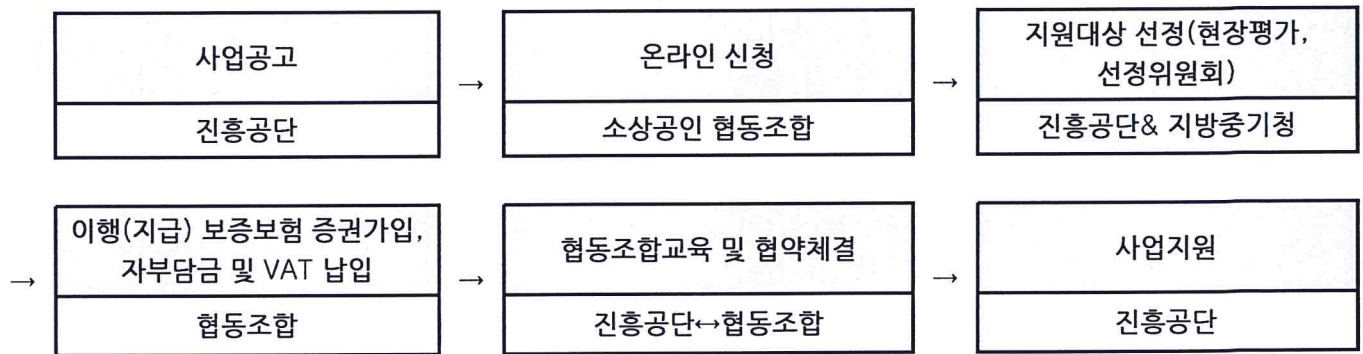 사업공고
진흥공단
→
온라인 신청
소상공인 협동조합
→
지원대상 선정(현장평가,
선정위원회)
진흥공단& 지방중기청
→
이행(지급) 보증보험 증권가입,
자부담금 및 VAT 납입
협동조합
→
협동조합교육 및 협약체결
진흥공단↔협동조합
→
사업지원
진흥공단